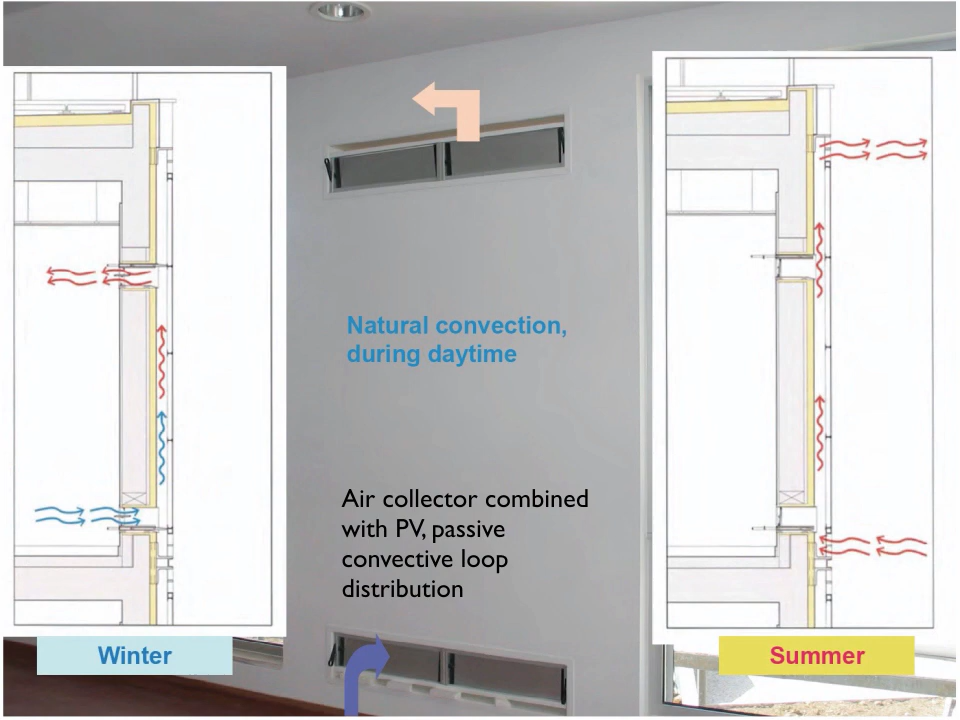 Natural convection,
during daytime
Air collector combined
with PV, passive
convective loop
distribution
Winter
Summer